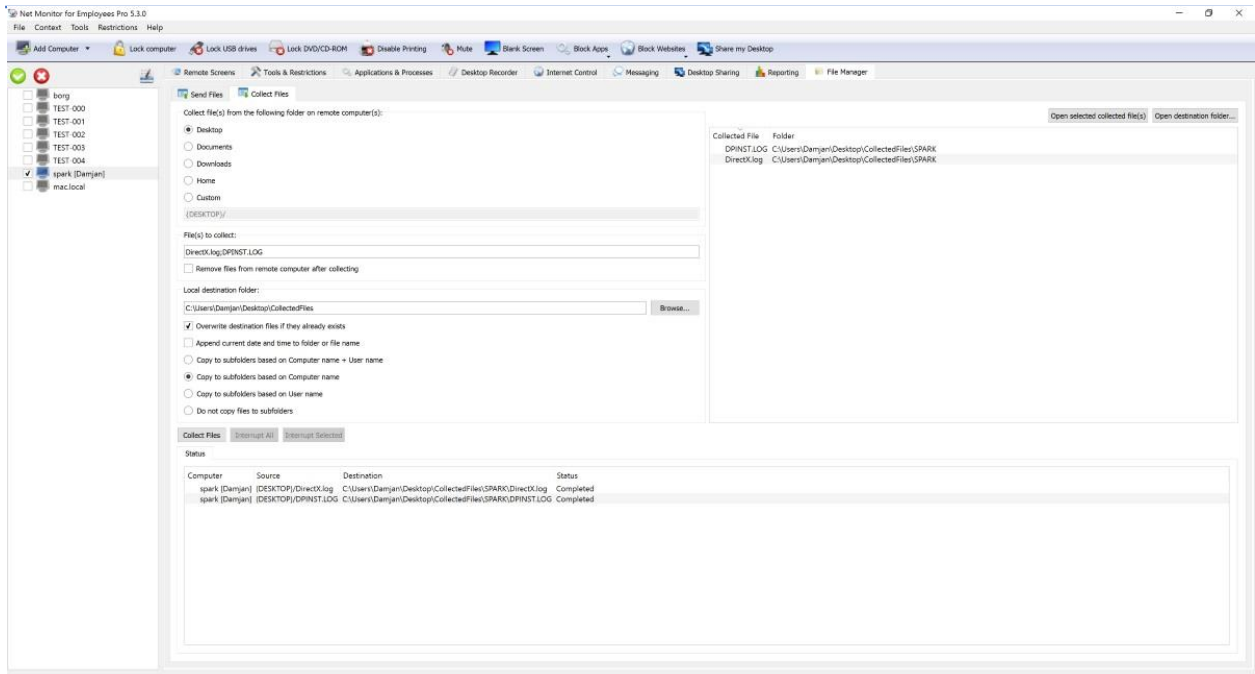 Net Monitor for Employees Pro 5.3.0
File Context Tools Restrictions Help
Add Computer Lock computer Lock USB drives Lock DVD/CD-ROM Disable Printing Mute Blank Screen Block Apps Block Websites Share my Desktop
Remote Screens Tools & Restrictions Applications & Processes Desktop Recorder Internet Control Messaging Desktop Sharing Reporting File Manager
borg
TEST-000
TEST-001
TEST-002
TEST-003
TEST-004
spark [Damjan]
mac.local
Send Files Collect Files
Collect file(s) from the following folder on remote computer(s):
Desktop
Documents
Downloads
Home
Custom
{DESKTOP}/
File(s) to collect:
DirectX.log;DPINST.LOG
Remove files from remote computer after collecting
Local destination folder:
C:\Users\Damjan\Desktop\CollectedFiles Browse...
Overwrite destination files if they already exists
Append current date and time to folder or file name
Copy to subfolders based on Computer name + User name
Copy to subfolders based on Computer name
Copy to subfolders based on User name
Do not copy files to subfolders
Open selected collected file(s) Open destination folder...
Collected File Folder
DPINST.LOG C:\Users\Damjan\Desktop\CollectedFiles\SPARK
DirectX.log C:\Users\Damjan\Desktop\CollectedFiles\SPARK
Collect Files Interrupt All Interrupt Selected
Status
Computer Source Destination Status
spark [Damjan] {DESKTOP}/DirectX.log C:\Users\Damjan\Desktop\CollectedFiles\SPARK\DirectX.log Completed
spark [Damjan] {DESKTOP}/DPINST.LOG C:\Users\Damjan\Desktop\CollectedFiles\SPARK\DPINST.LOG Completed